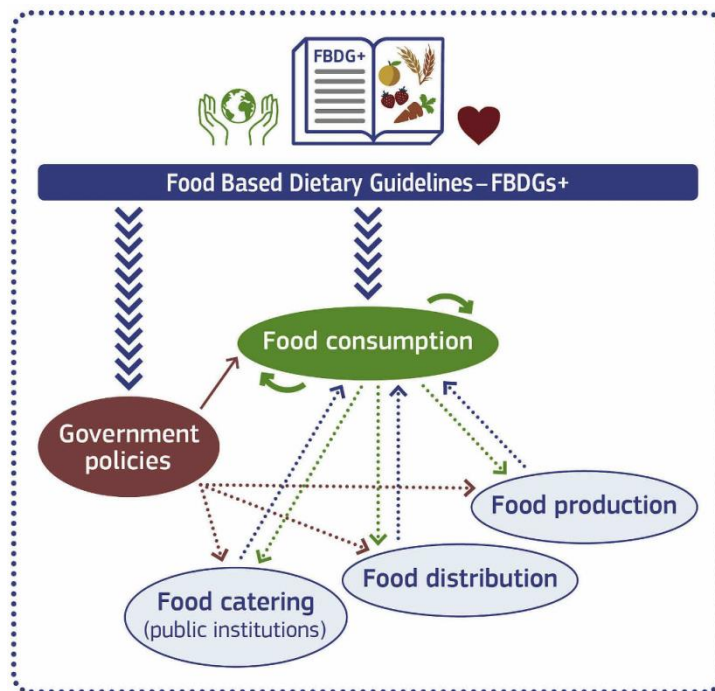 FBDG+
Food Based Dietary Guidelines – FBDGs+
Food consumption
Government
policies
Food production
Food distribution
Food catering
(public institutions)